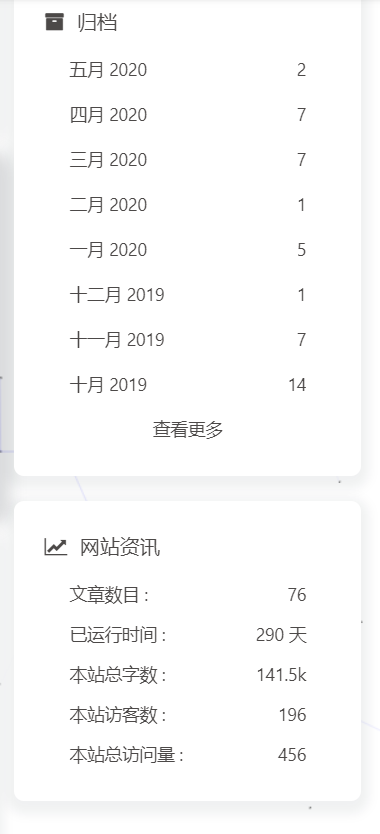 归档
五月 2020 2
四月 2020 7
三月 2020 7
二月 2020 1
一月 2020 5
十二月 2019 1
十一月 2019 7
十月 2019 14
查看更多
网站资讯
文章数目 : 76
已运行时间 : 290 天
本站总字数 : 141.5k
本站访客数 : 196
本站总访问量 : 456